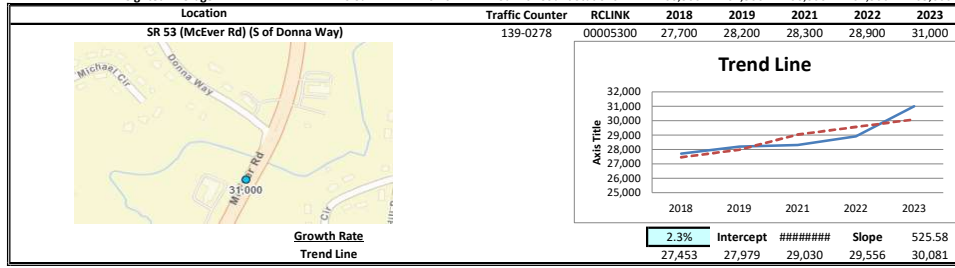 Location Traffic Counter RCLINK 2018 2019 2021 2022 2023
SR 53 (McEver Rd) (S of Donna Way) 139-0278 00005300 27,700 28,200 28,300 28,900 31,000
Michael Cir
Donna Way
31,000
Trend Line
Axis Title
32,000
31,000
30,000
29,000
28,000
27,000
26,000
25,000
2018 2019 2021 2022 2023
Growth Rate 2.3% Intercept ######## Slope 525.58
Trend Line 27,453 27,979 29,030 29,556 30,081